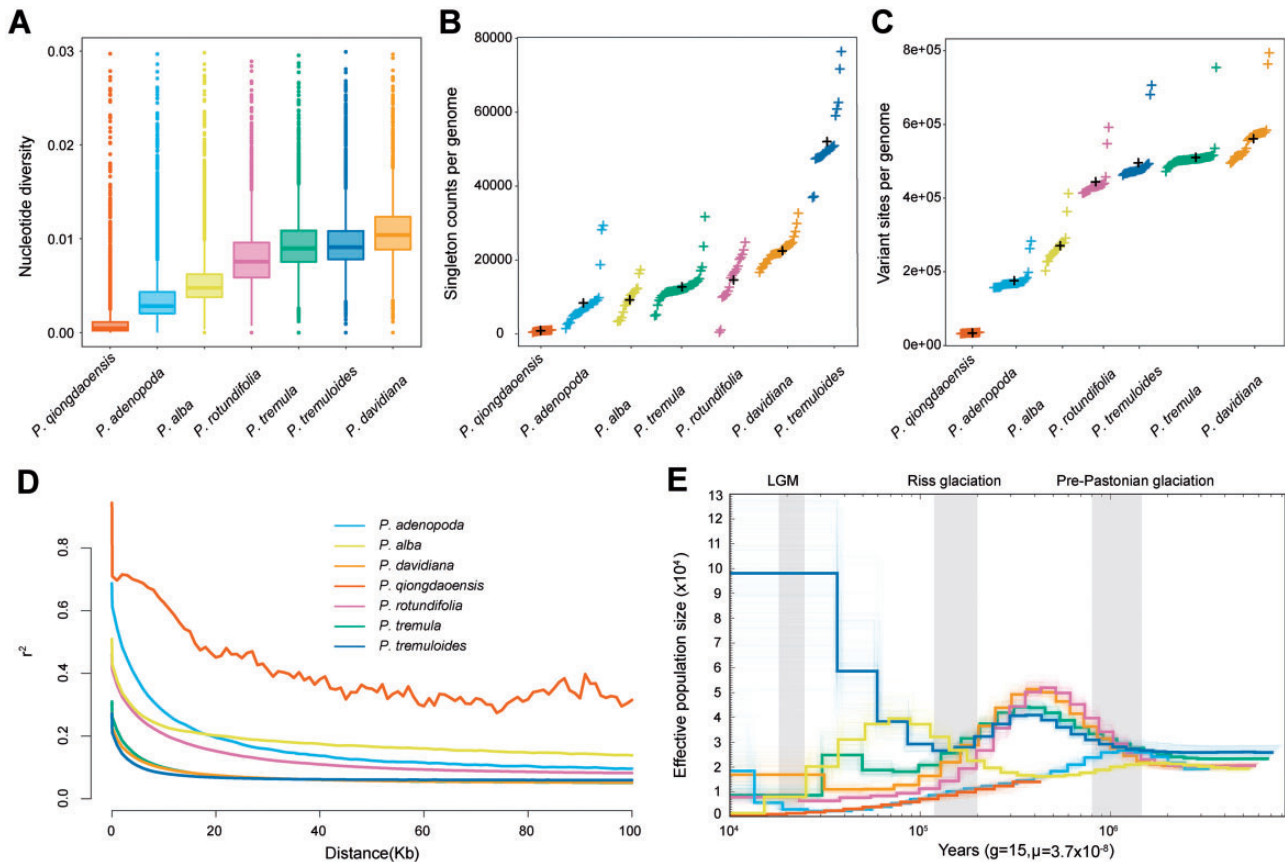 A
Nucleotide diversity
0.03
0.02
0.01
0.00
P. qiongdaoensis
P. adenopoda
P. alba
P. rotundifolia
P. tremula
P. tremuloides
P. davidiana
B
Singleton counts per genome
80000
60000
40000
20000
0
P. qiongdaoensis
P. adenopoda
P. alba
P. tremula
P. rotundifolia
P. davidiana
P. tremuloides
C
Variant sites per genome
8e+05
6e+05
4e+05
2e+05
0e+00
P. qiongdaoensis
P. adenopoda
P. alba
P. rotundifolia
P. tremuloides
P. tremula
P. davidiana
D
r²
0.8
0.6
0.4
0.2
0.0
P. adenopoda
P. alba
P. davidiana
P. qiongdaoensis
P. rotundifolia
P. tremula
P. tremuloides
0 20 40 60 80 100
Distance(Kb)
E
LGM Riss glaciation Pre-Pastonian glaciation
Effective population size (x10⁴)
13
12
11
10
9
8
7
6
5
4
3
2
1
0
10⁴ 10⁵ 10⁶
Years (g=15,μ=3.7x10⁻⁸)